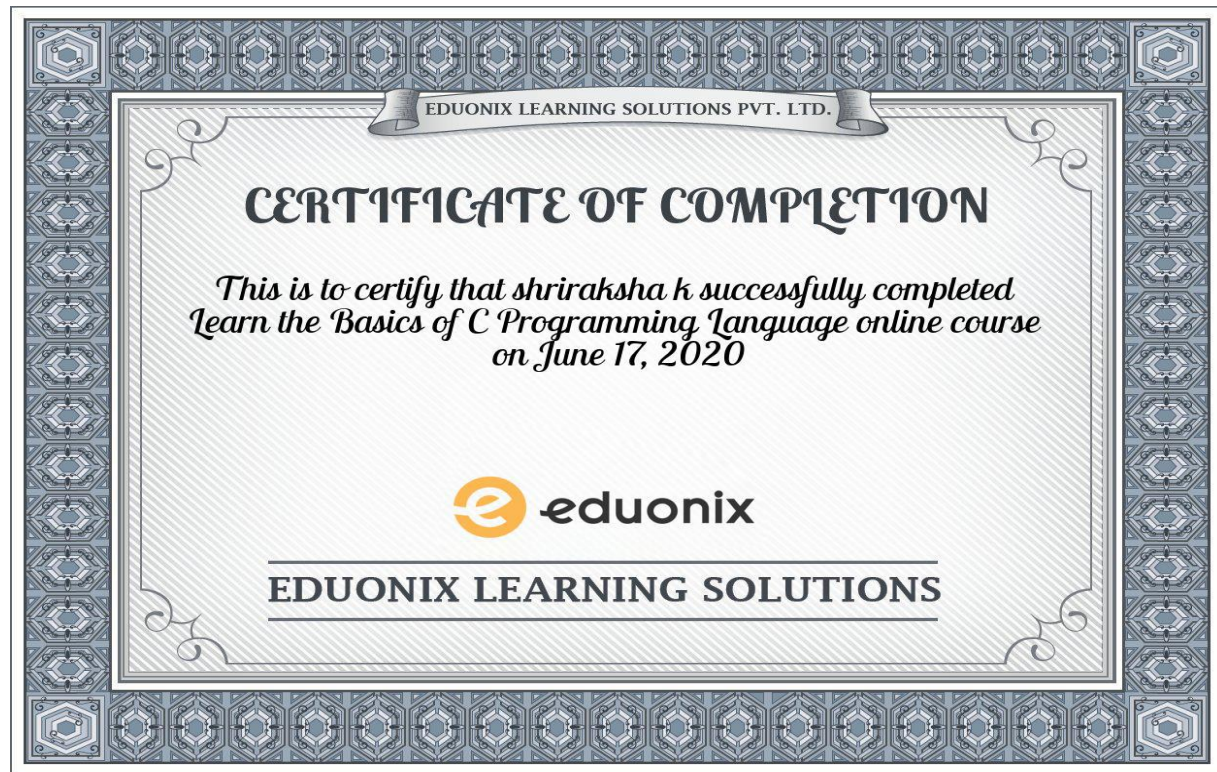 EDUONIX LEARNING SOLUTIONS PVT. LTD.
CERTIFICATE OF COMPLETION
This is to certify that shriraksha k successfully completed
Learn the Basics of C Programming Language online course
on June 17, 2020
e eduonix
EDUONIX LEARNING SOLUTIONS